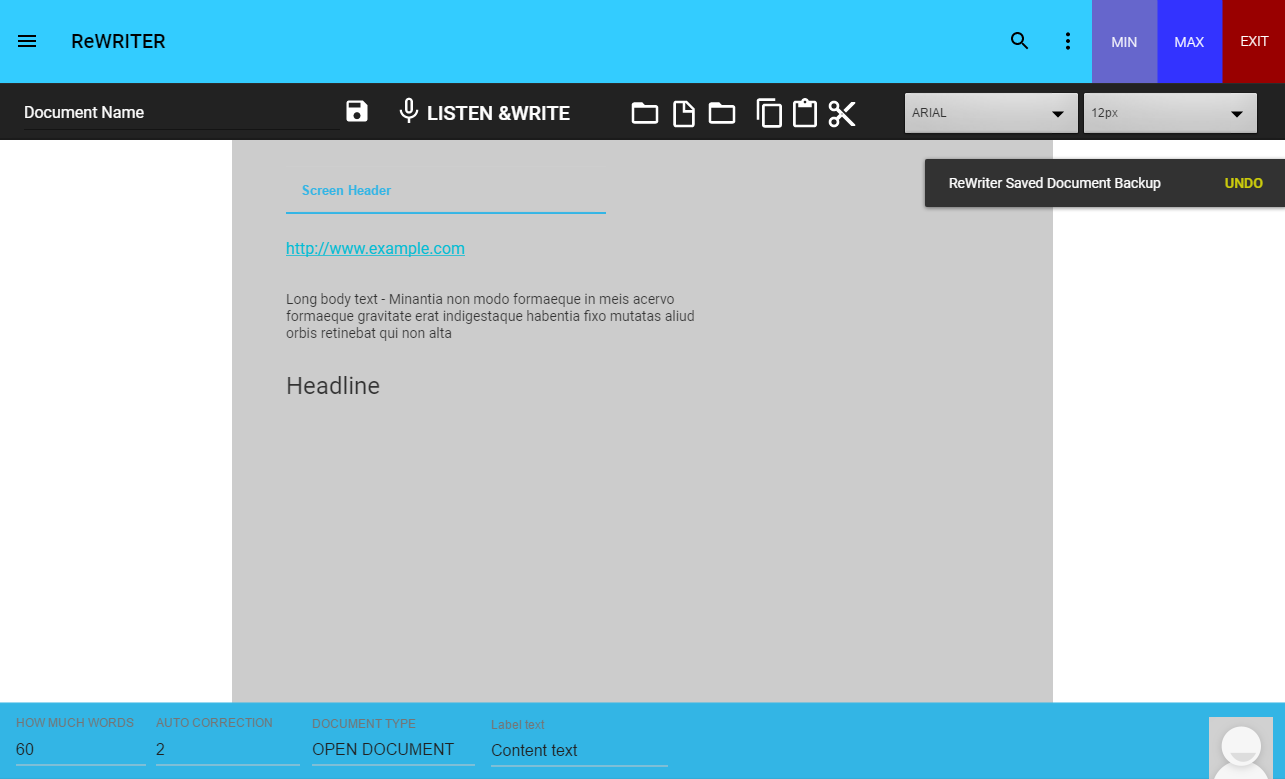 ReWRITER
MIN
MAX
EXIT
Document Name
LISTEN &WRITE
ARIAL
12px
ReWriter Saved Document Backup
UNDO
Screen Header
http://www.example.com
Long body text - Minantia non modo formaeque in meis acervo
formaeque gravitate erat indigestaque habentia fixo mutatas aliud
orbis retinebat qui non alta
Headline
HOW MUCH WORDS
60
AUTO CORRECTION
2
DOCUMENT TYPE
OPEN DOCUMENT
Label text
Content text